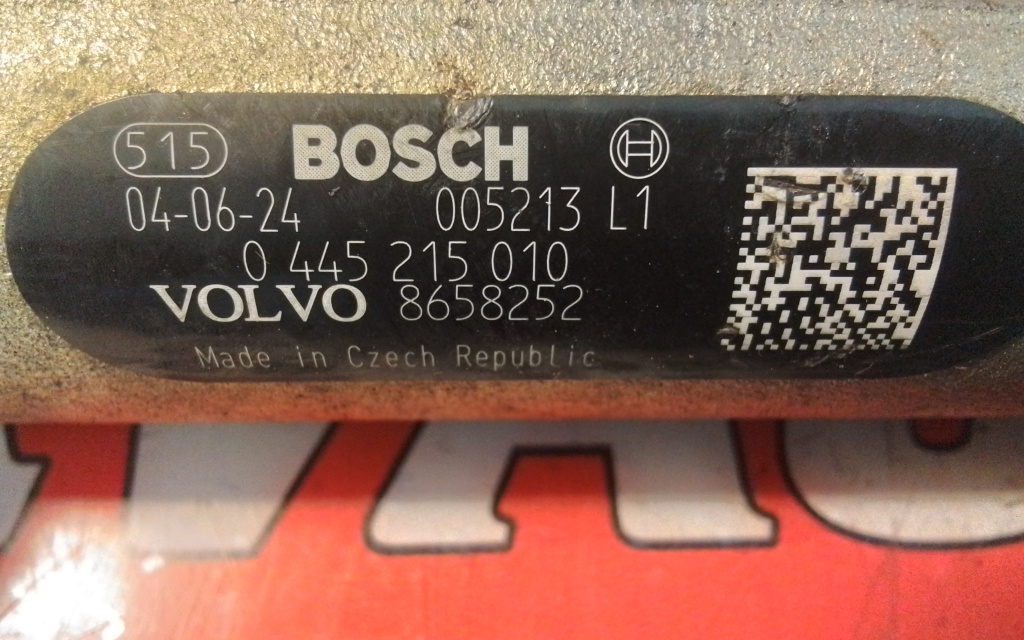 515 BOSCH
04-06-24 005213 L1
0 445 215 010
VOLVO 8658252
Made in Czech Republic